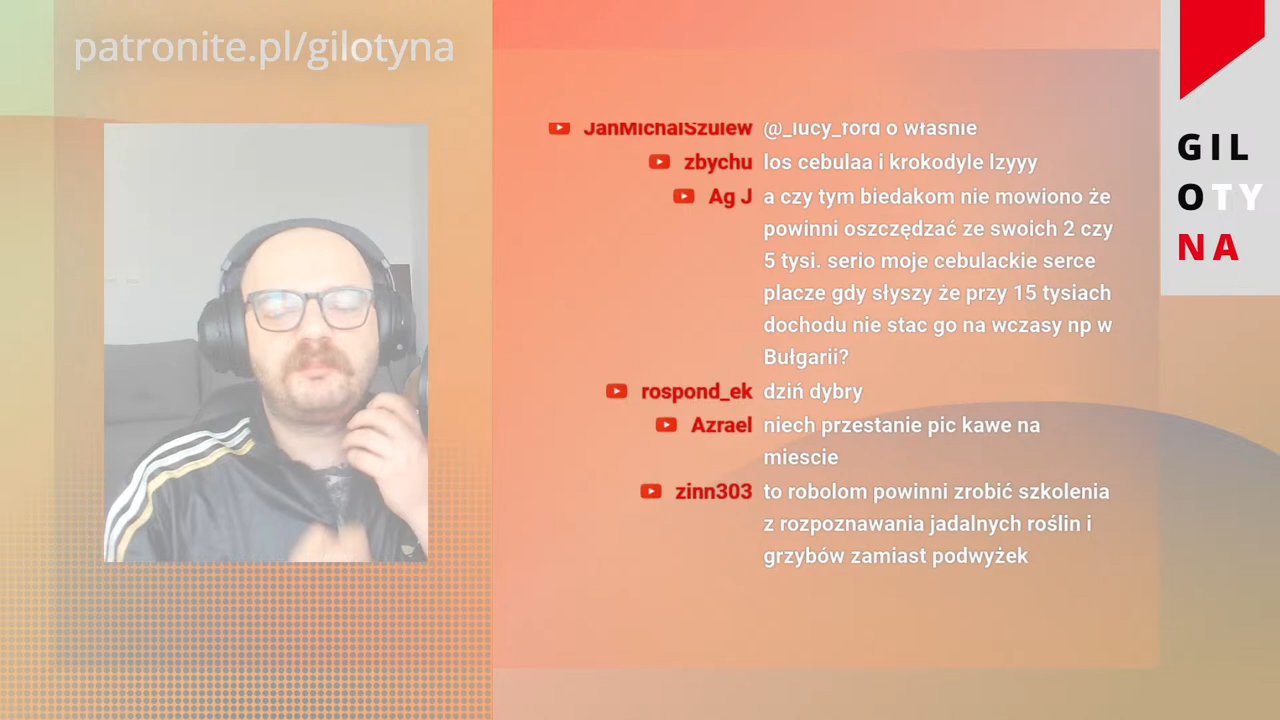 patronite.pl/gilotyna
JanMichalSzulew @_lucy_ford o własnie
zbychu los cebulaa i krokodyle lzyyy
Ag J a czy tym biedakom nie mowiono że
powinni oszczędzać ze swoich 2 czy
5 tysi. serio moje cebulackie serce
placze gdy słyszy że przy 15 tysiach
dochodu nie stac go na wczasy np w
Bułgarii?
rospond_ek dziń dybry
Azrael niech przestanie pic kawe na
miescie
zinn303 to robolom powinni zrobić szkolenia
z rozpoznawania jadalnych roślin i
grzybów zamiast podwyżek
GIL
OTY
NA